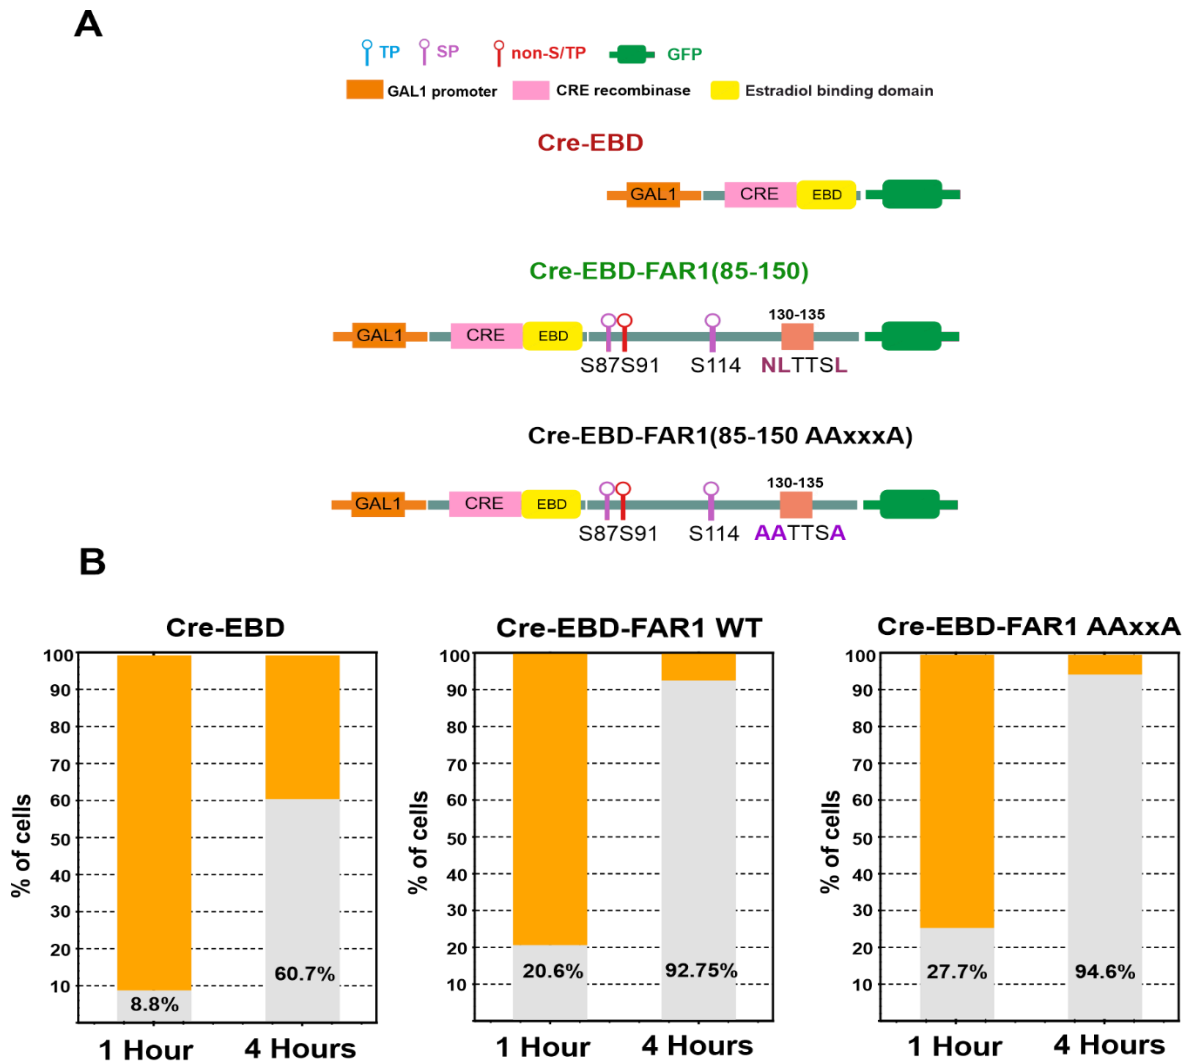 A
TP SP non-S/TP GFP
GAL1 promoter CRE recombinase Estradiol binding domain
Cre-EBD
GAL1 CRE EBD
Cre-EBD-FAR1(85-150)
130-135
GAL1 CRE EBD
S87S91 S114 NLTTSL
Cre-EBD-FAR1(85-150 AAxxxA)
130-135
GAL1 CRE EBD
S87S91 S114 AATTSA
B
Cre-EBD
% of cells
100
90
80
70
60
50
40
30
20
10
8.8% 60.7%
1 Hour 4 Hours
Cre-EBD-FAR1 WT
% of cells
100
90
80
70
60
50
40
30
20
10
20.6% 92.75%
1 Hour 4 Hours
Cre-EBD-FAR1 AAxxA
% of cells
100
90
80
70
60
50
40
30
20
10
27.7% 94.6%
1 Hour 4 Hours